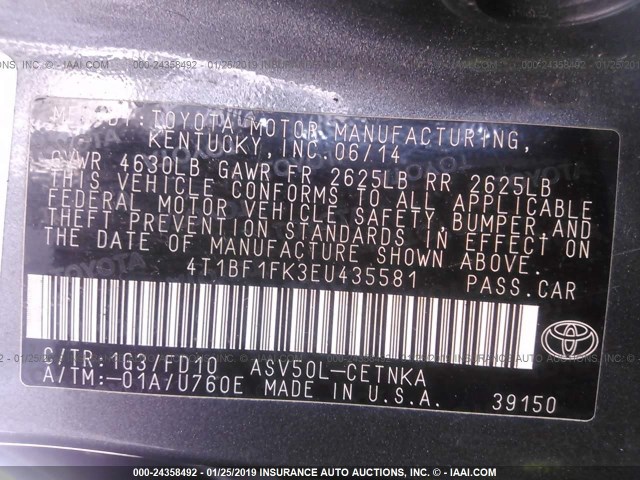 000-24358492 - 01/25/2019 INSURANCE AUTO AUCTIONS - © - IAAI.COM
MFD. BY: TOYOTA MOTOR MANUFACTURING,
KENTUCKY, INC. 06/14
GVWR 4630LB GAWR FR 2625LB RR 2625LB
THIS VEHICLE CONFORMS TO ALL APPLICABLE
FEDERAL MOTOR VEHICLE SAFETY, BUMPER, AND
THEFT PREVENTION STANDARDS IN EFFECT ON
THE DATE OF MANUFACTURE SHOWN ABOVE.
4T1BF1FK3EU435581 PASS.CAR
C/TR:1G3/FD10 ASV50L-CETNKA
A/TM:-01A/U760E MADE IN U.S.A.
39150
TOYOTA
000-24358492 - 01/25/2019 INSURANCE AUTO AUCTIONS - © - IAAI.COM